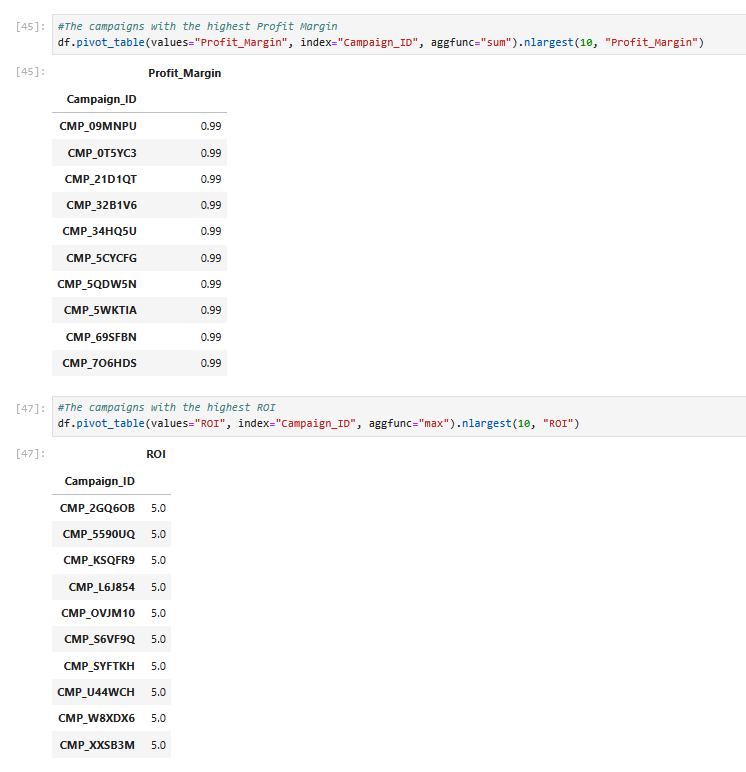 [45]: #The campaigns with the highest Profit Margin
df.pivot_table(values="Profit_Margin", index="Campaign_ID", aggfunc="sum").nlargest(10, "Profit_Margin")
[45]: Profit_Margin
Campaign_ID
CMP_09MNPU 0.99
CMP_0T5YC3 0.99
CMP_21D1QT 0.99
CMP_32B1V6 0.99
CMP_34HQ5U 0.99
CMP_5CYCFG 0.99
CMP_5QDW5N 0.99
CMP_5WKTIA 0.99
CMP_69SFBN 0.99
CMP_7O6HDS 0.99
[47]: #The campaigns with the highest ROI
df.pivot_table(values="ROI", index="Campaign_ID", aggfunc="max").nlargest(10, "ROI")
[47]: ROI
Campaign_ID
CMP_2GQ6OB 5.0
CMP_5590UQ 5.0
CMP_KSQFR9 5.0
CMP_L6J854 5.0
CMP_OVJM10 5.0
CMP_S6VF9Q 5.0
CMP_SYFTKH 5.0
CMP_U44WCH 5.0
CMP_W8XDX6 5.0
CMP_XXSB3M 5.0